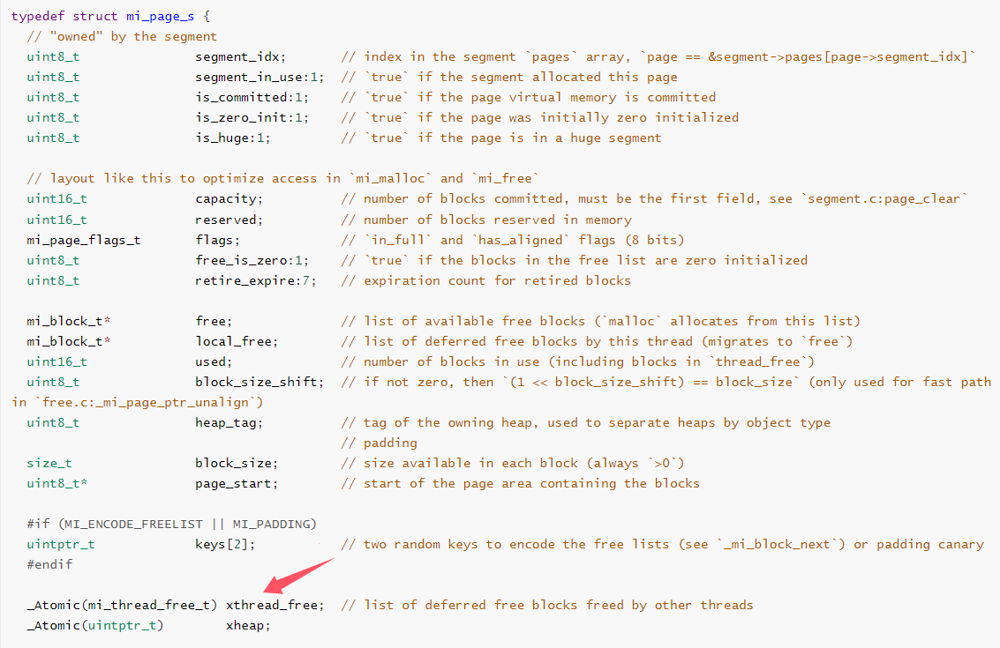 typedef struct mi_page_s {
// "owned" by the segment
uint8_t segment_idx; // index in the segment `pages` array, `page == &segment->pages[page->segment_idx]`
uint8_t segment_in_use:1; // `true` if the segment allocated this page
uint8_t is_committed:1; // `true` if the page virtual memory is committed
uint8_t is_zero_init:1; // `true` if the page was initially zero initialized
uint8_t is_huge:1; // `true` if the page is in a huge segment
// layout like this to optimize access in `mi_malloc` and `mi_free`
uint16_t capacity; // number of blocks committed, must be the first field, see `segment.c:page_clear`
uint16_t reserved; // number of blocks reserved in memory
mi_page_flags_t flags; // `in_full` and `has_aligned` flags (8 bits)
uint8_t free_is_zero:1; // `true` if the blocks in the free list are zero initialized
uint8_t retire_expire:7; // expiration count for retired blocks
mi_block_t* free; // list of available free blocks (`malloc` allocates from this list)
mi_block_t* local_free; // list of deferred free blocks by this thread (migrates to `free`)
uint16_t used; // number of blocks in use (including blocks in `thread_free`)
uint8_t block_size_shift; // if not zero, then `(1 << block_size_shift) == block_size` (only used for fast path
in `free.c:_mi_page_ptr_unalign`)
uint8_t heap_tag; // tag of the owning heap, used to separate heaps by object type
// padding
size_t block_size; // size available in each block (always `>0`)
uint8_t* page_start; // start of the page area containing the blocks
#if (MI_ENCODE_FREELIST || MI_PADDING)
uintptr_t keys[2]; // two random keys to encode the free lists (see `_mi_block_next`) or padding canary
#endif
_Atomic(mi_thread_free_t) xthread_free; // list of deferred free blocks freed by other threads
_Atomic(uintptr_t) xheap;